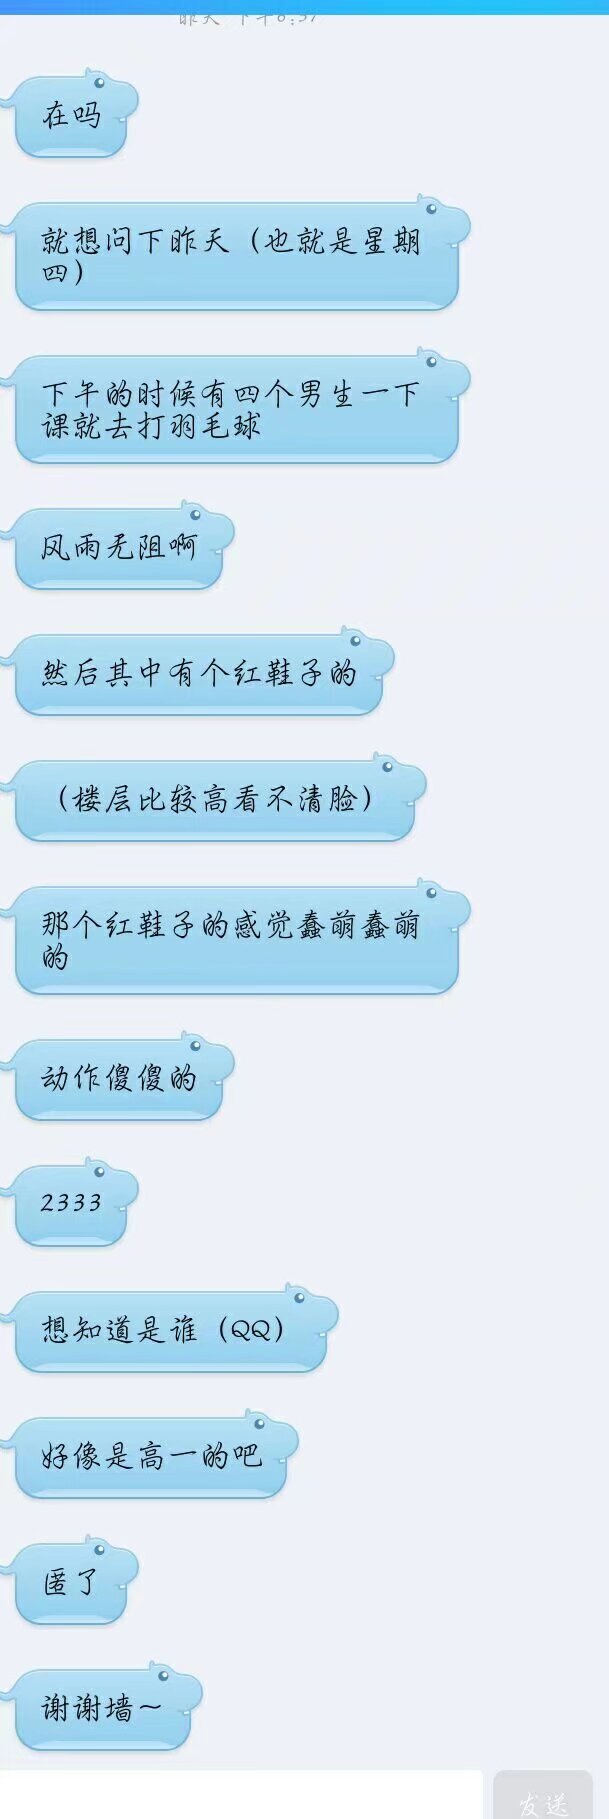 昨天 下午6:37
在吗
就想问下昨天（也就是星期
四）
下午的时候有四个男生一下
课就去打羽毛球
风雨无阻啊
然后其中有个红鞋子的
（楼层比较高看不清脸）
那个红鞋子的感觉蠢萌蠢萌
的
动作傻傻的
2333
想知道是谁（QQ）
好像是高一的吧
匿了
谢谢墙～
发送